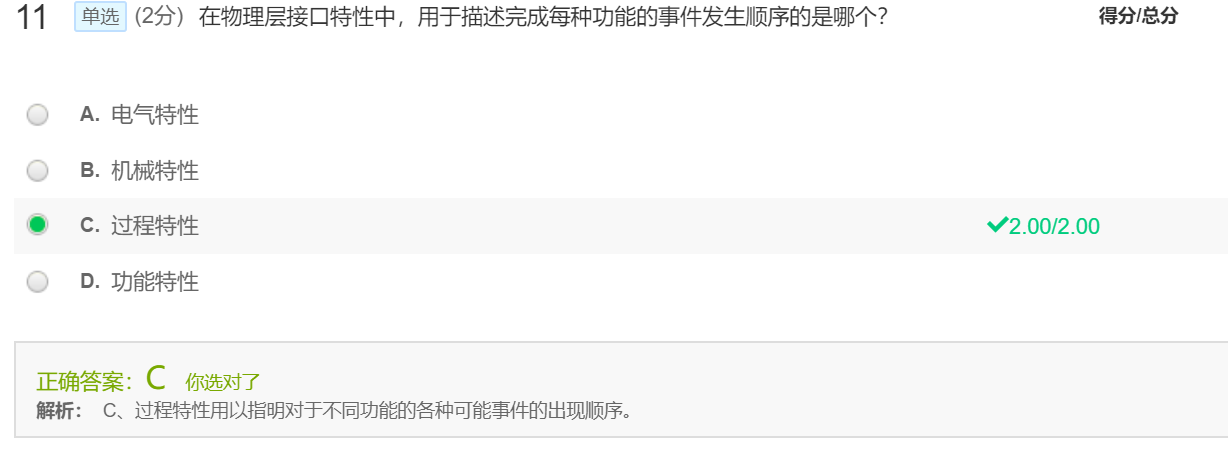 11 单选 (2分) 在物理层接口特性中，用于描述完成每种功能的事件发生顺序的是哪个？ 得分/总分
A. 电气特性
B. 机械特性
C. 过程特性 2.00/2.00
D. 功能特性
正确答案：C 你选对了
解析： C、过程特性用以指明对于不同功能的各种可能事件的出现顺序。